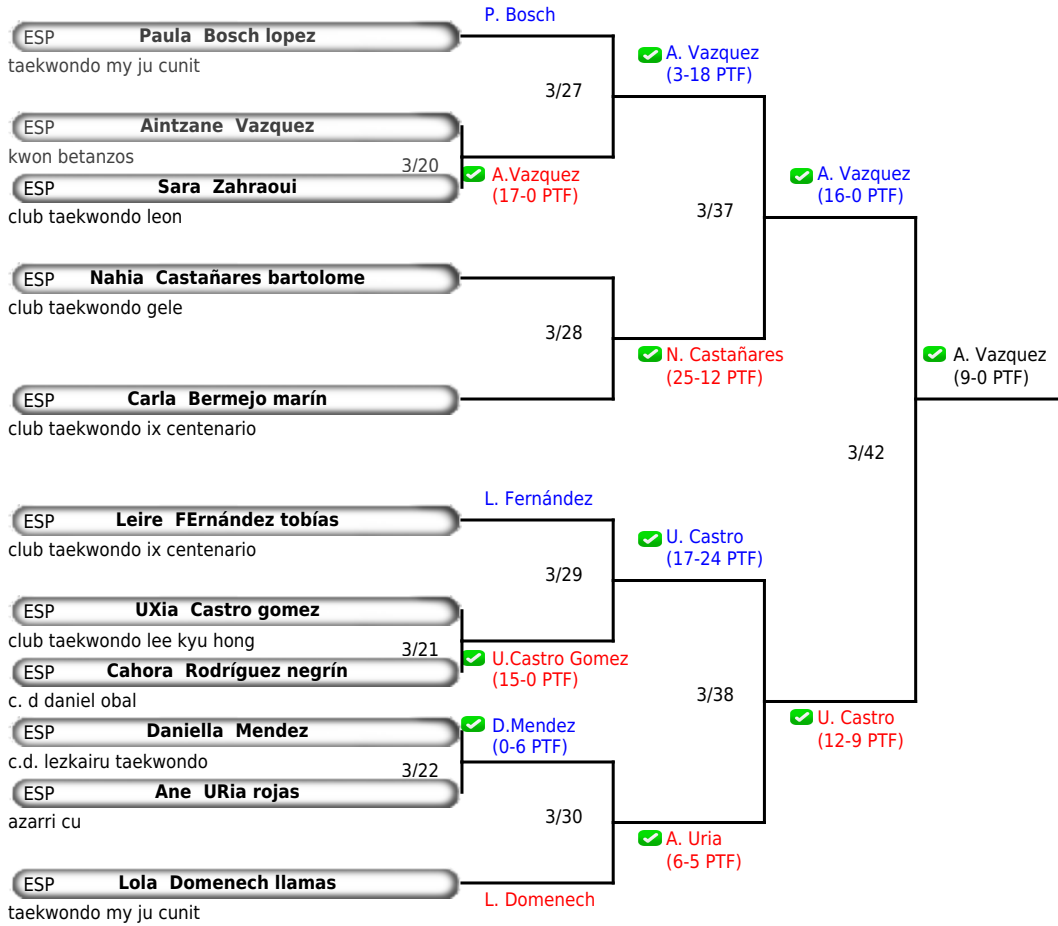 P. Bosch
ESP Paula Bosch lopez
taekwondo my ju cunit
A. Vazquez
(3-18 PTF)
3/27
ESP Aintzane Vazquez
kwon betanzos
3/20
A.Vazquez
(17-0 PTF)
ESP Sara Zahraoui
club taekwondo leon
A. Vazquez
(16-0 PTF)
3/37
ESP Nahia Castañares bartolome
club taekwondo gele
3/28
N. Castañares
(25-12 PTF)
A. Vazquez
(9-0 PTF)
ESP Carla Bermejo marín
club taekwondo ix centenario
3/42
L. Fernández
ESP Leire FErnández tobías
club taekwondo ix centenario
U. Castro
(17-24 PTF)
3/29
ESP UXia Castro gomez
club taekwondo lee kyu hong
3/21
U.Castro Gomez
(15-0 PTF)
ESP Cahora Rodríguez negrín
c. d daniel obal
3/38
U. Castro
(12-9 PTF)
ESP Daniella Mendez
c.d. lezkairu taekwondo
D.Mendez
(0-6 PTF)
3/22
ESP Ane URia rojas
azarri cu
3/30
A. Uria
(6-5 PTF)
ESP Lola Domenech llamas
taekwondo my ju cunit
L. Domenech